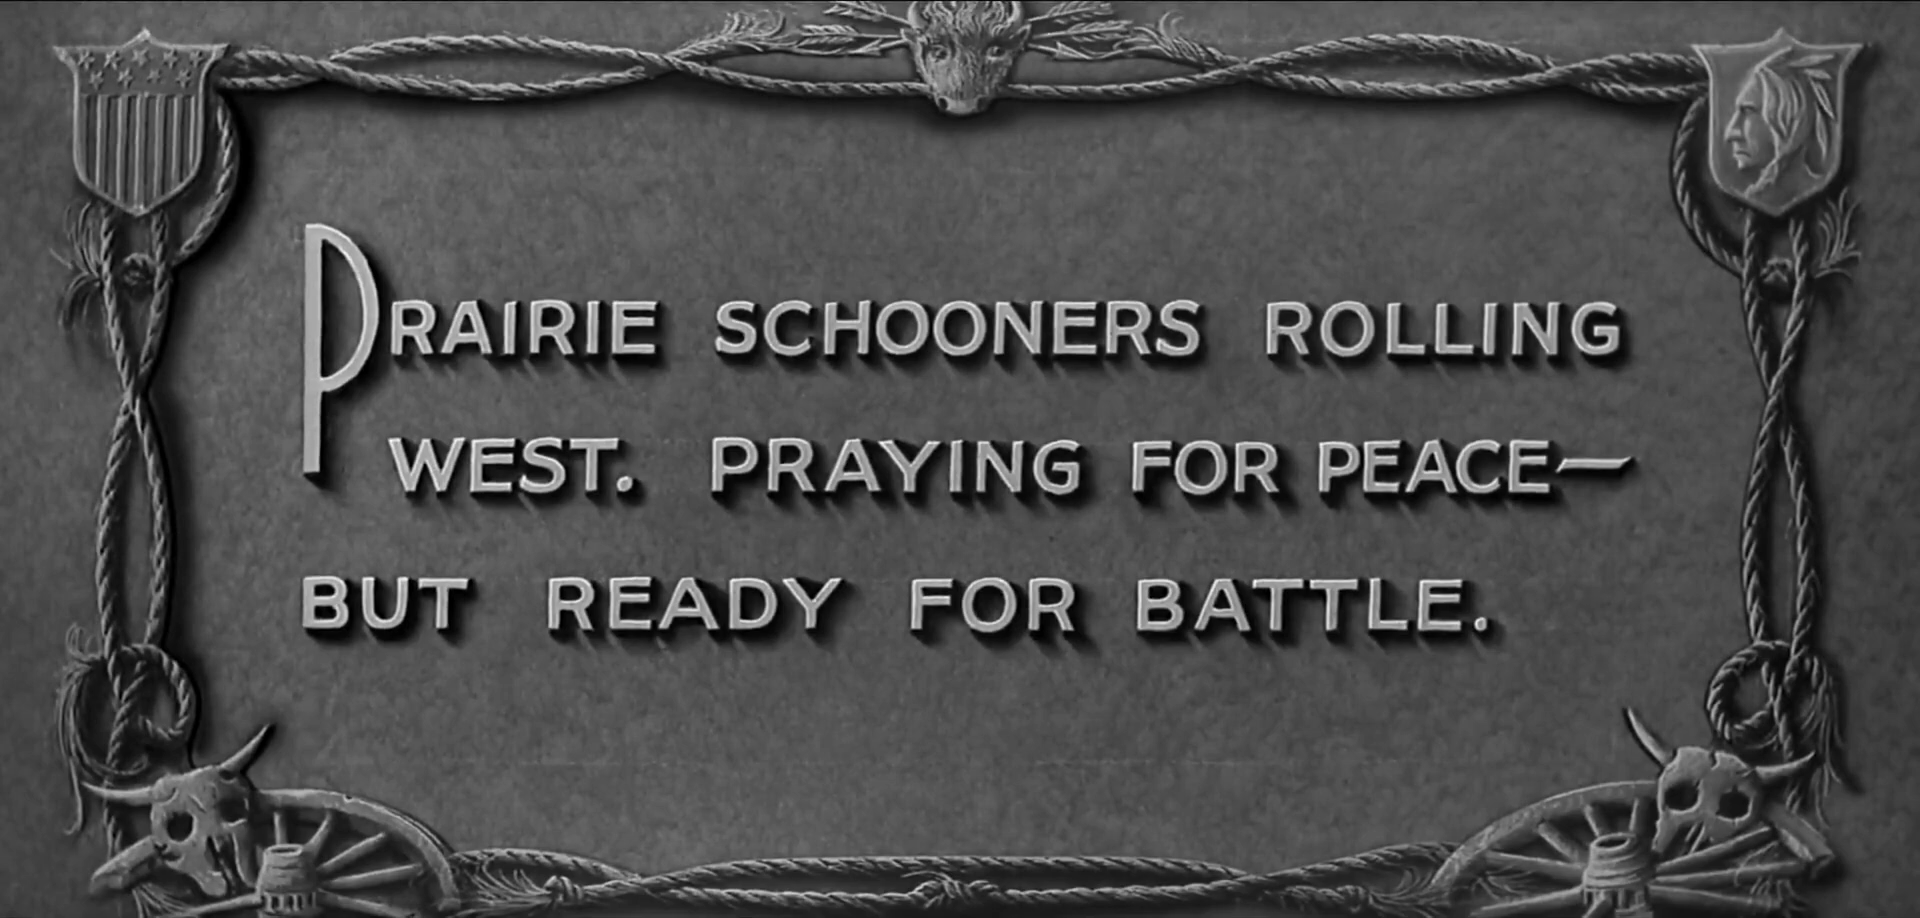 PRAIRIE SCHOONERS ROLLING
WEST. PRAYING FOR PEACE—
BUT READY FOR BATTLE.